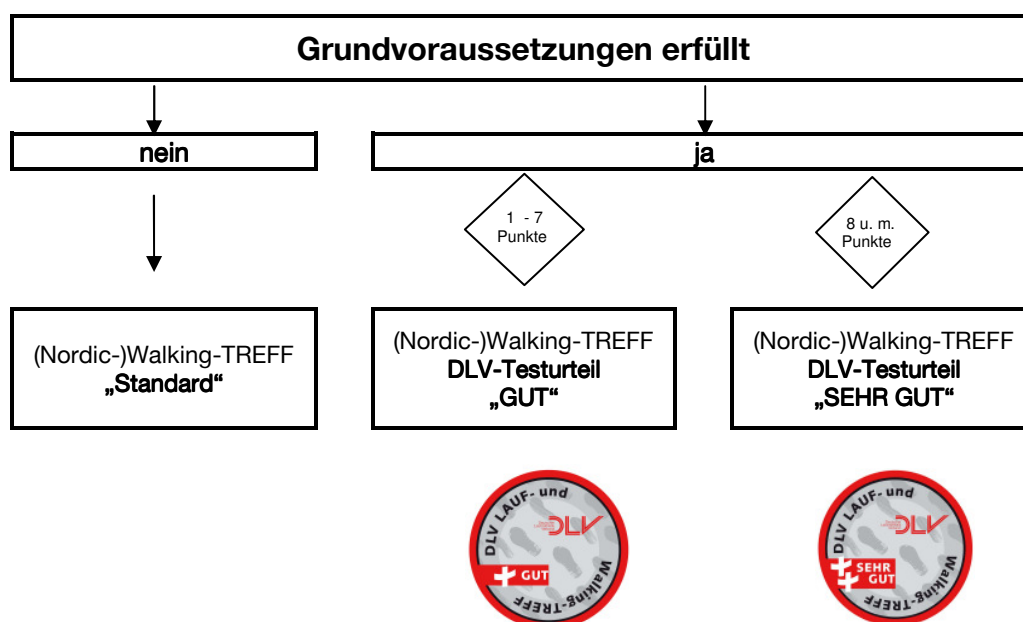 Grundvoraussetzungen erfüllt
nein
ja
1 - 7
Punkte
8 u. m.
Punkte
(Nordic-)Walking-TREFF
„Standard“
(Nordic-)Walking-TREFF
DLV-Testurteil
„GUT“
(Nordic-)Walking-TREFF
DLV-Testurteil
„SEHR GUT“
DLV LAUF- und
DLV
GUT
Walking-TREFF
DLV LAUF- und
DLV
SEHR
GUT
Walking-TREFF